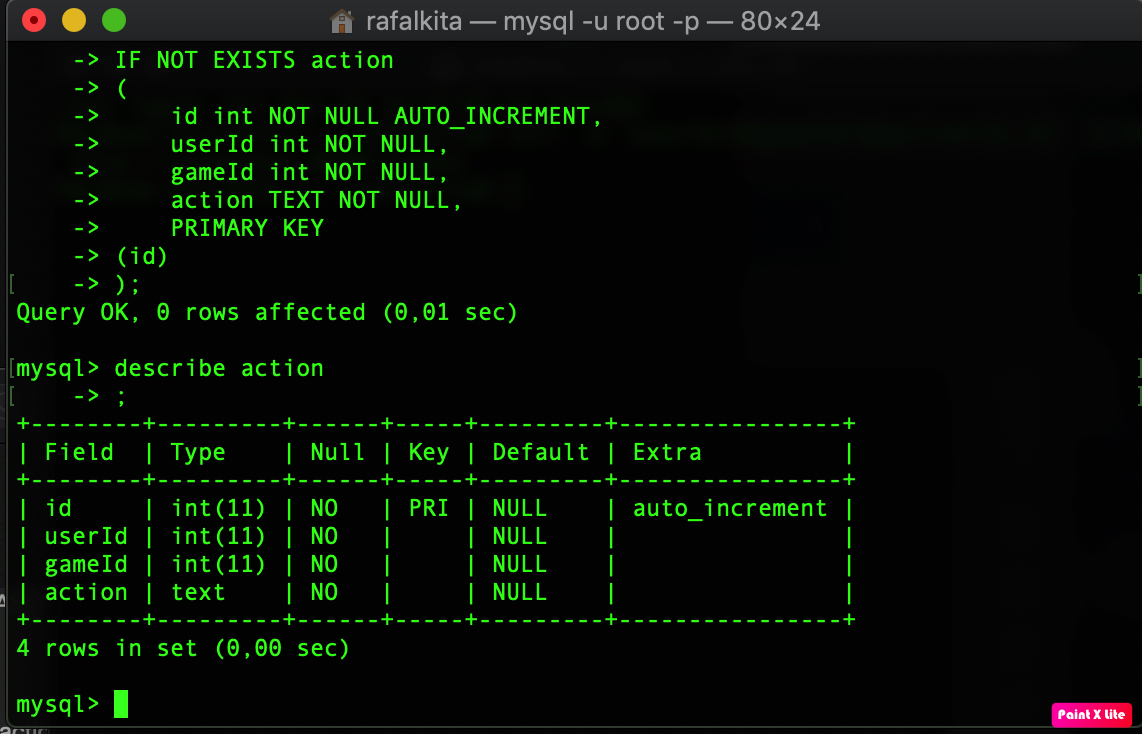 rafalkita — mysql -u root -p — 80×24
-> IF NOT EXISTS action
-> (
->     id int NOT NULL AUTO_INCREMENT,
->     userId int NOT NULL,
->     gameId int NOT NULL,
->     action TEXT NOT NULL,
->     PRIMARY KEY
-> (id)
[    -> );    ]
Query OK, 0 rows affected (0,01 sec)
[mysql> describe action    ]
[    -> ;    ]
+--------+---------+------+-----+---------+----------------+
| Field  | Type    | Null | Key | Default | Extra          |
+--------+---------+------+-----+---------+----------------+
| id     | int(11) | NO   | PRI | NULL    | auto_increment |
| userId | int(11) | NO   |     | NULL    |                |
| gameId | int(11) | NO   |     | NULL    |                |
| action | text    | NO   |     | NULL    |                |
+--------+---------+------+-----+---------+----------------+
4 rows in set (0,00 sec)
mysql>
Paint X Lite